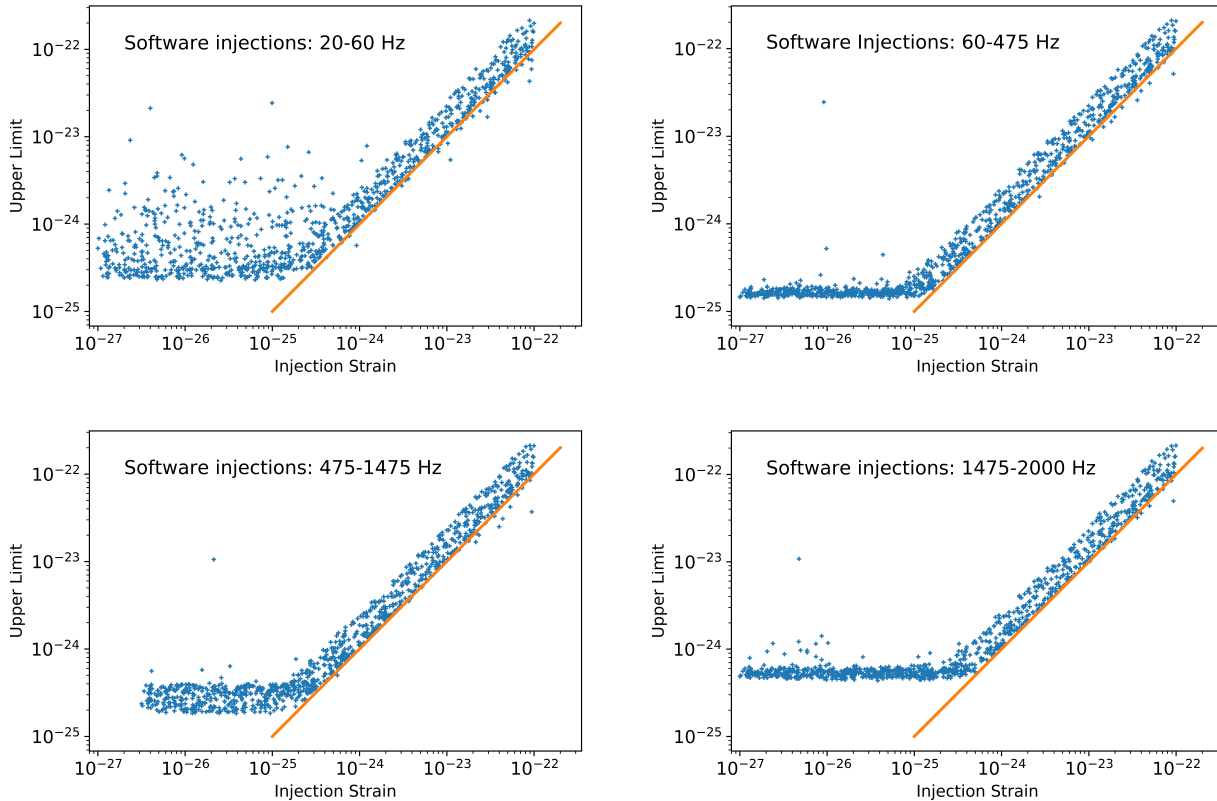 Software injections: 20-60 Hz
Upper Limit
10⁻²²
10⁻²³
10⁻²⁴
10⁻²⁵
10⁻²⁷ 10⁻²⁶ 10⁻²⁵ 10⁻²⁴ 10⁻²³ 10⁻²²
Injection Strain
Software Injections: 60-475 Hz
Upper Limit
10⁻²²
10⁻²³
10⁻²⁴
10⁻²⁵
10⁻²⁷ 10⁻²⁶ 10⁻²⁵ 10⁻²⁴ 10⁻²³ 10⁻²²
Injection Strain
Software injections: 475-1475 Hz
Upper Limit
10⁻²²
10⁻²³
10⁻²⁴
10⁻²⁵
10⁻²⁷ 10⁻²⁶ 10⁻²⁵ 10⁻²⁴ 10⁻²³ 10⁻²²
Injection Strain
Software injections: 1475-2000 Hz
Upper Limit
10⁻²²
10⁻²³
10⁻²⁴
10⁻²⁵
10⁻²⁷ 10⁻²⁶ 10⁻²⁵ 10⁻²⁴ 10⁻²³ 10⁻²²
Injection Strain